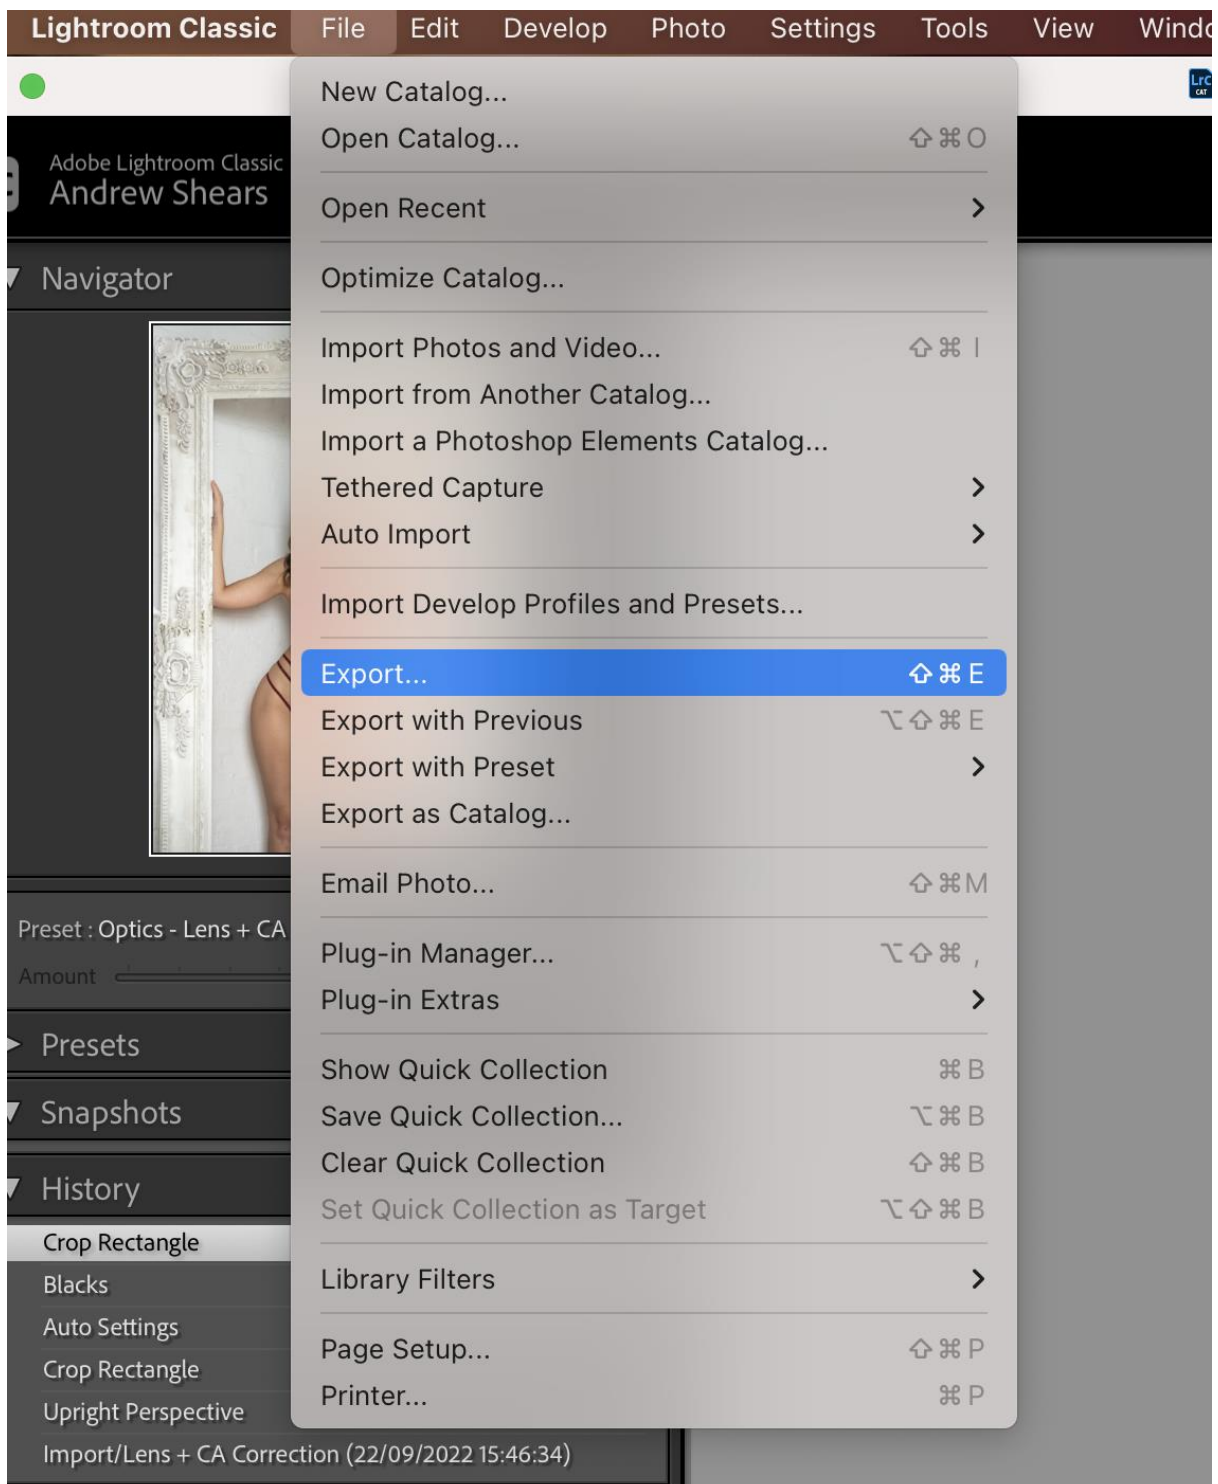 Lightroom Classic File Edit Develop Photo Settings Tools View
LrC
CAT
Adobe Lightroom Classic
Andrew Shears
Navigator
Preset : Optics - Lens + CA
Amount
Presets
Snapshots
History
Crop Rectangle
Blacks
Auto Settings
Crop Rectangle
Upright Perspective
Import/Lens + CA Correction (22/09/2022 15:46:34)
New Catalog...
Open Catalog... ⇧⌘O
Open Recent
Optimize Catalog...
Import Photos and Video... ⇧⌘I
Import from Another Catalog...
Import a Photoshop Elements Catalog...
Tethered Capture
Auto Import
Import Develop Profiles and Presets...
Export... ⇧⌘E
Export with Previous ⌥⇧⌘E
Export with Preset
Export as Catalog...
Email Photo... ⇧⌘M
Plug-in Manager... ⌥⇧⌘,
Plug-in Extras
Show Quick Collection ⌘B
Save Quick Collection... ⌥⌘B
Clear Quick Collection ⇧⌘B
Set Quick Collection as Target ⌥⇧⌘B
Library Filters
Page Setup... ⇧⌘P
Printer... ⌘P